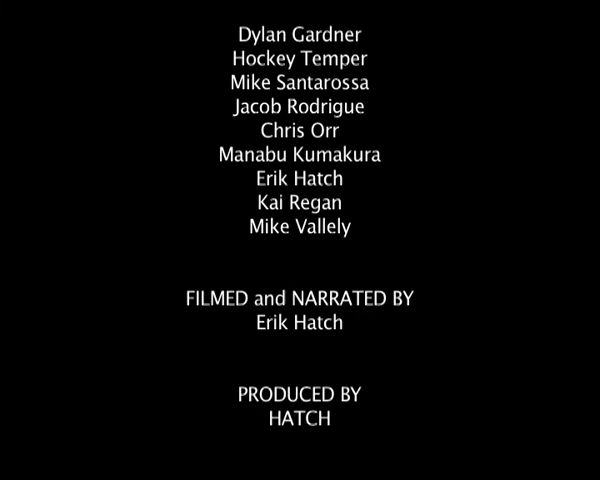 Dylan Gardner
Hockey Temper
Mike Santarossa
Jacob Rodrigue
Chris Orr
Manabu Kumakura
Erik Hatch
Kai Regan
Mike Vallely
FILMED and NARRATED BY
Erik Hatch
PRODUCED BY
HATCH